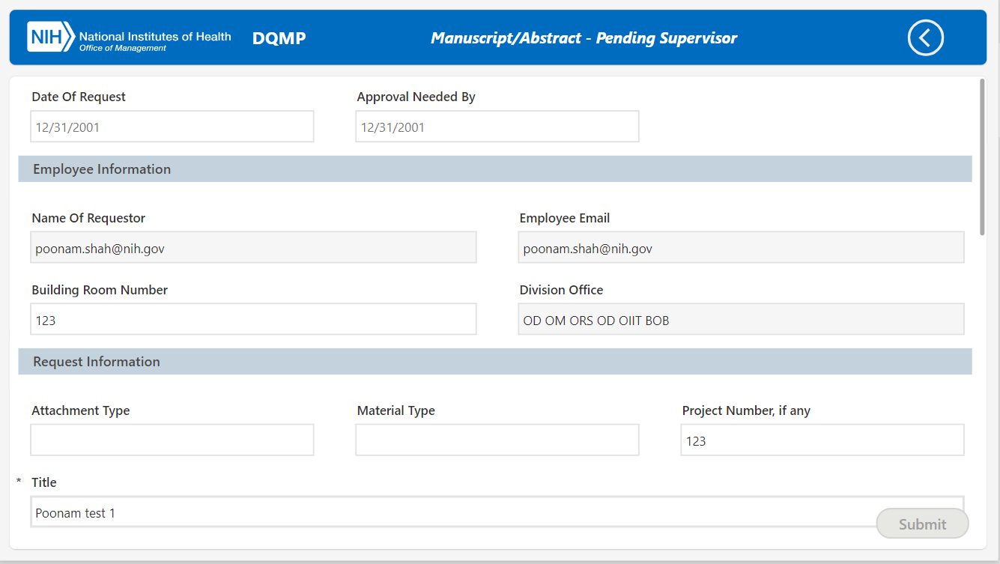 NIH National Institutes of Health
Office of Management
DQMP
Manuscript/Abstract - Pending Supervisor
Date Of Request
Approval Needed By
12/31/2001
12/31/2001
Employee Information
Name Of Requestor
Employee Email
poonam.shah@nih.gov
poonam.shah@nih.gov
Building Room Number
Division Office
123
OD OM ORS OD OIIT BOB
Request Information
Attachment Type
Material Type
Project Number, if any
123
* Title
Poonam test 1
Submit